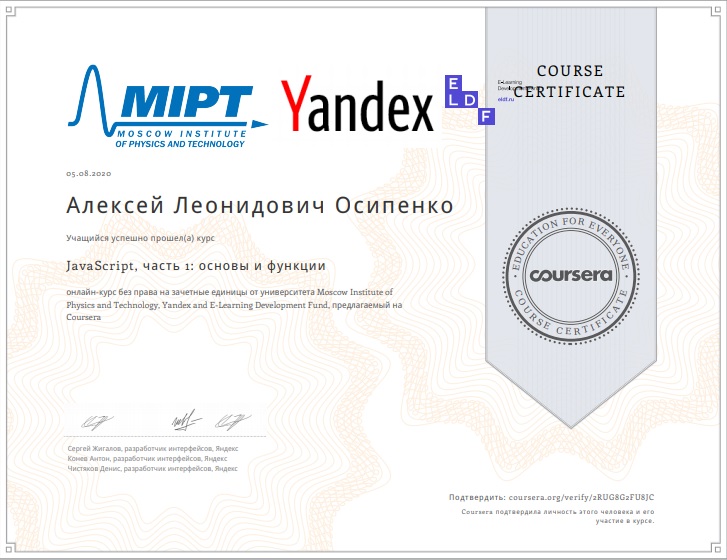 MIPT
MOSCOW INSTITUTE
OF PHYSICS AND TECHNOLOGY
Yandex
E
L D
F
E-Learning
eldf.ru
COURSE
CERTIFICATE
05.08.2020
Алексей Леонидович Осипенко
Учащийся успешно прошел(а) курс
JavaScript, часть 1: основы и функции
онлайн-курс без права на зачетные единицы от университета Moscow Institute of
Physics and Technology, Yandex and E-Learning Development Fund, предлагаемый на
Coursera
EDUCATION FOR EVERYONE
coursera
COURSE CERTIFICATE
Сергей Жигалов, разработчик интерфейсов, Яндекс
Конев Антон, разработчик интерфейсов, Яндекс
Чистяков Денис, разработчик интерфейсов, Яндекс
Подтвердить: coursera.org/verify/2RUG8G2FU8JC
Coursera подтвердила личность этого человека и его
участие в курсе.